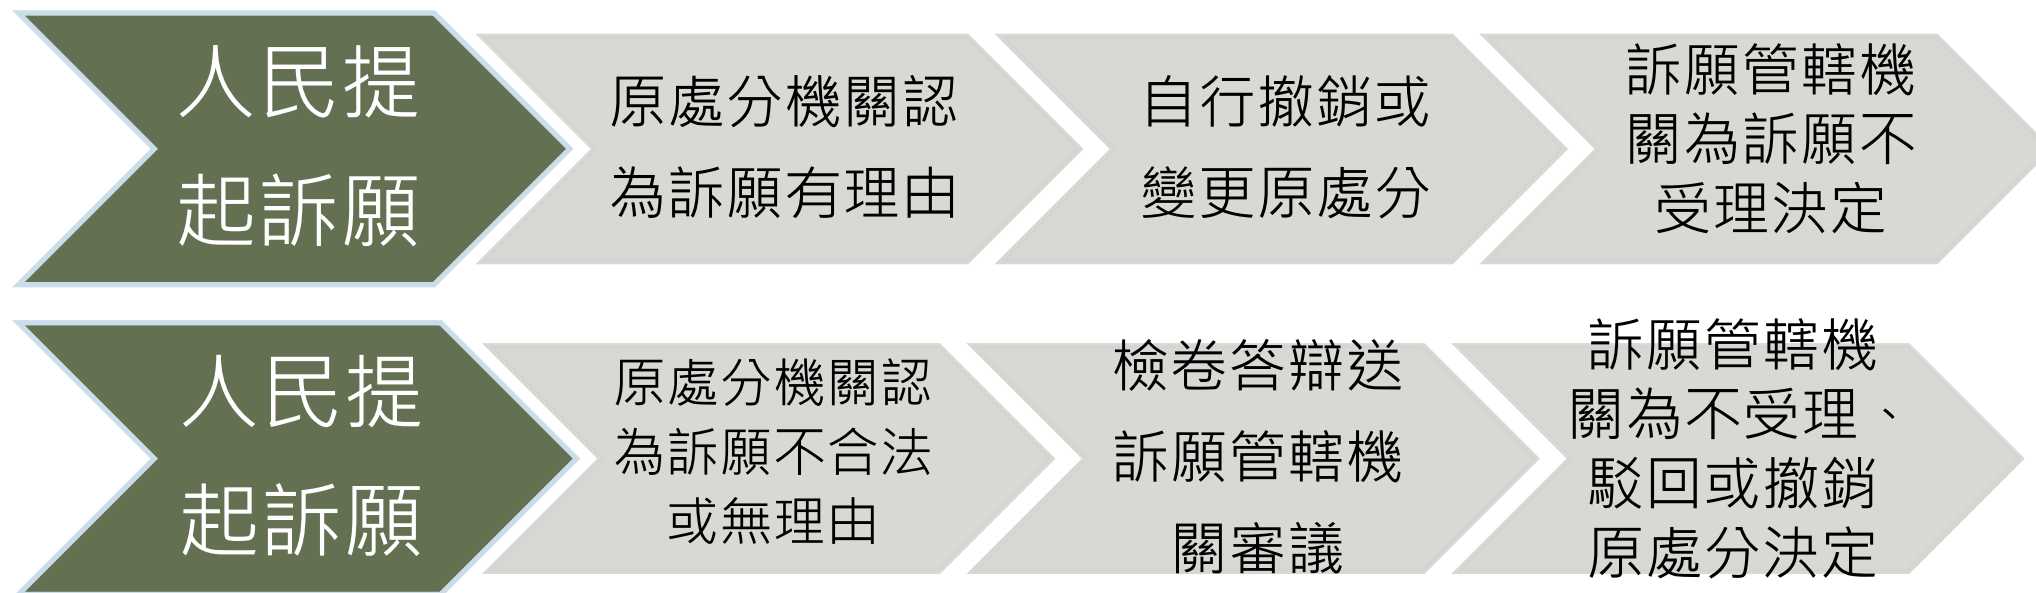 人民提
起訴願
原處分機關認
為訴願有理由
自行撤銷或
變更原處分
訴願管轄機
關為訴願不
受理決定
人民提
起訴願
原處分機關認
為訴願不合法
或無理由
檢卷答辯送
訴願管轄機
關審議
訴願管轄機
關為不受理、
駁回或撤銷
原處分決定